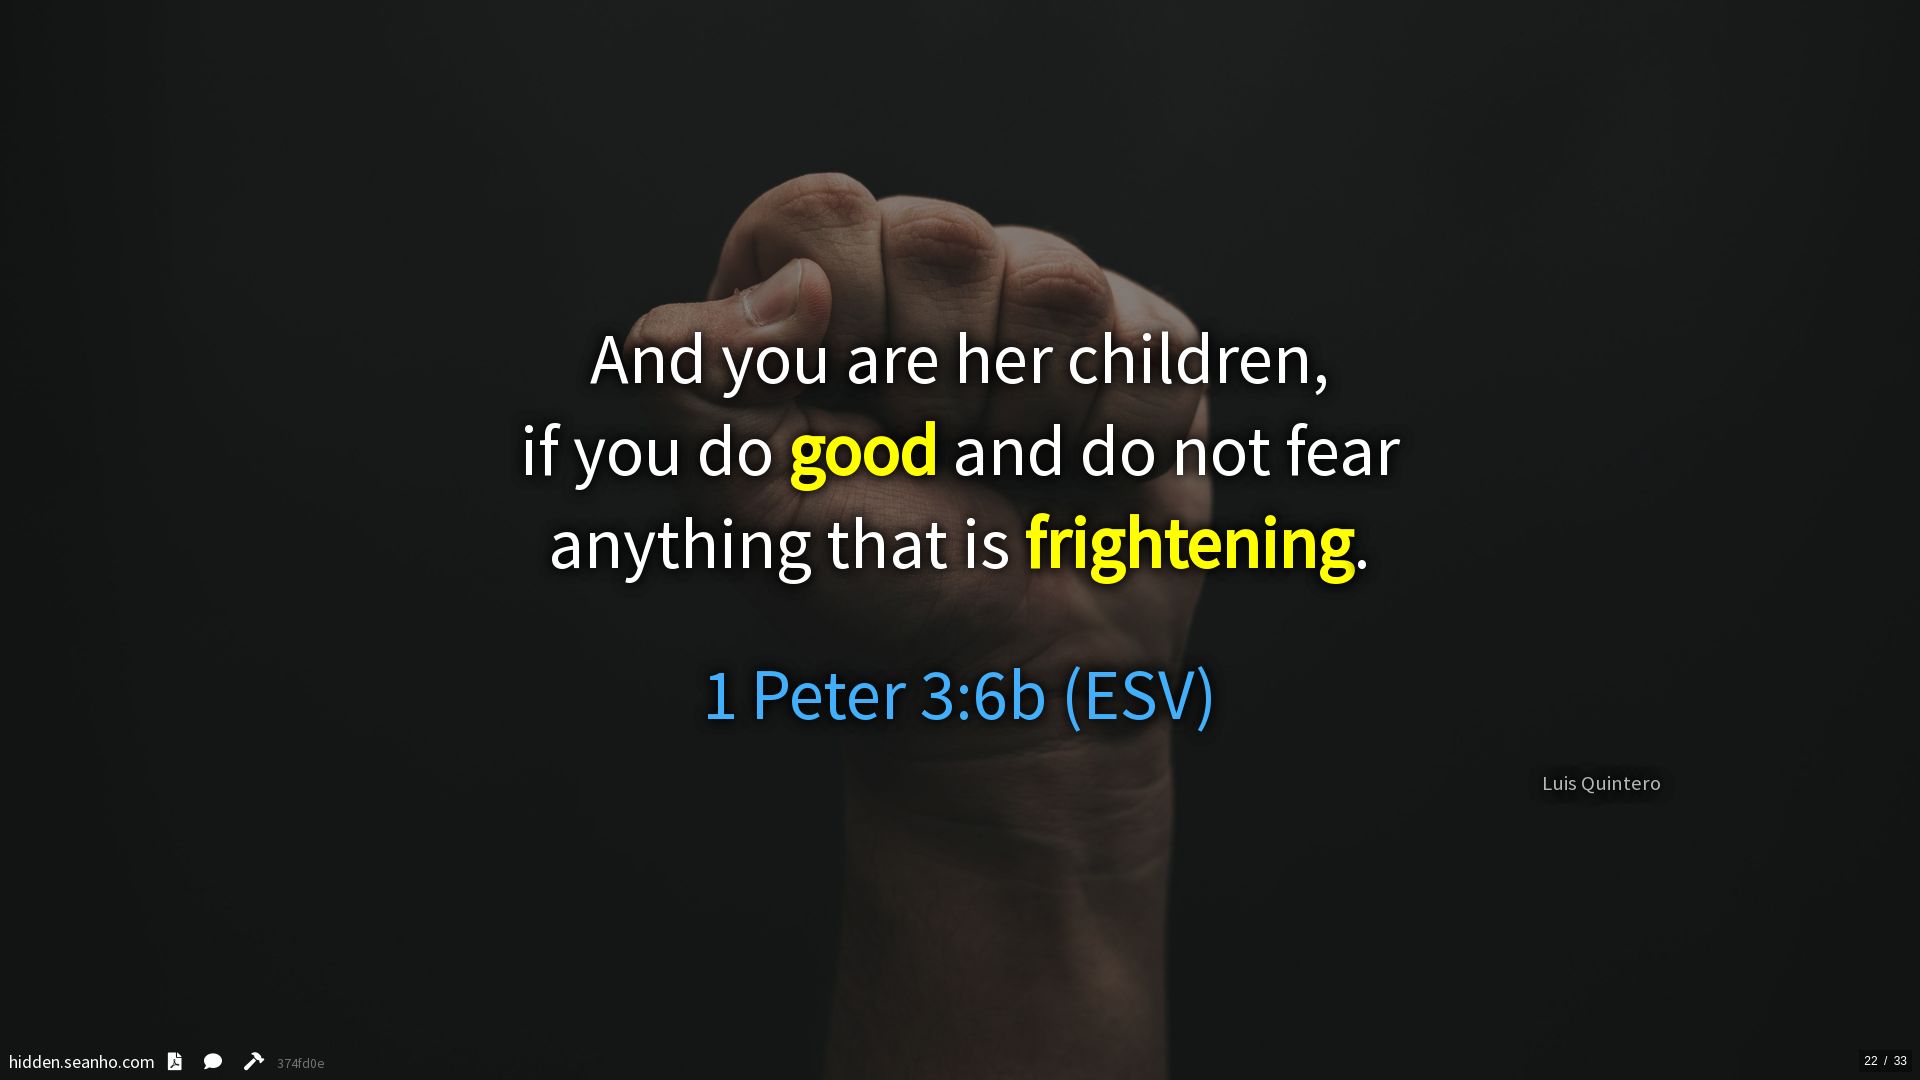 And you are her children,
if you do good and do not fear
anything that is frightening.
1 Peter 3:6b (ESV)
Luis Quintero
hidden.seanho.com 374fd0e
22 / 33